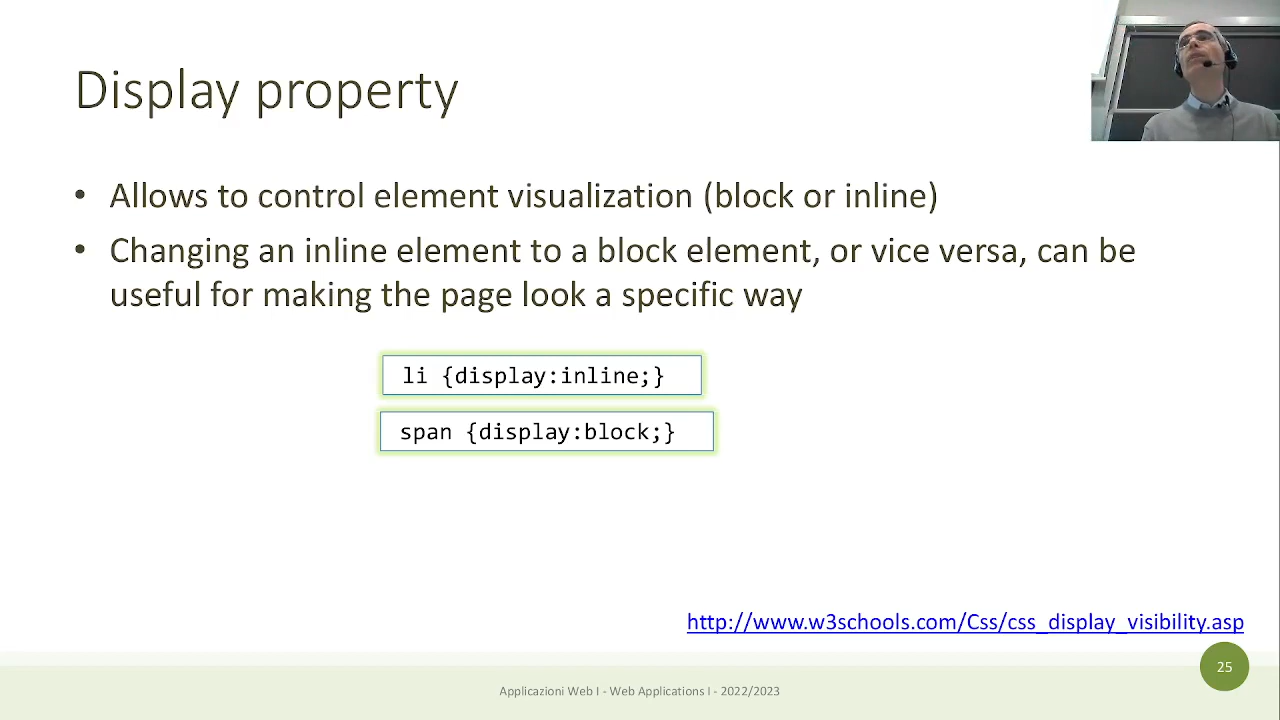 Display property
• Allows to control element visualization (block or inline)
• Changing an inline element to a block element, or vice versa, can be
useful for making the page look a specific way
li {display:inline;}
span {display:block;}
http://www.w3schools.com/Css/css_display_visibility.asp
25
Applicazioni Web I - Web Applications I - 2022/2023